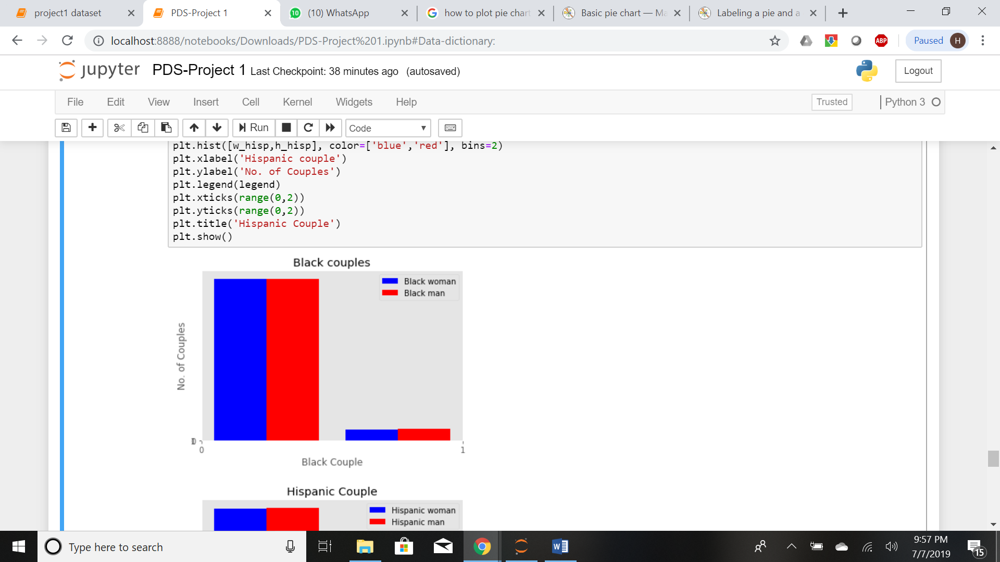 project1 dataset
PDS-Project 1
10 (10) WhatsApp
how to plot pie chart
Basic pie chart — Ma
Labeling a pie and a
localhost:8888/notebooks/Downloads/PDS-Project%201.ipynb#Data-dictionary:
ABP
Paused H
jupyter PDS-Project 1 Last Checkpoint: 38 minutes ago (autosaved)
Logout
File Edit View Insert Cell Kernel Widgets Help
Trusted
Python 3
Run
Code
plt.hist([w_hisp,h_hisp], color=['blue','red'], bins=2)
plt.xlabel('Hispanic couple')
plt.ylabel('No. of Couples')
plt.legend(legend)
plt.xticks(range(0,2))
plt.yticks(range(0,2))
plt.title('Hispanic Couple')
plt.show()
Black couples
Black woman
Black man
No. of Couples
0 1
Black Couple
Hispanic Couple
Hispanic woman
Hispanic man
Type here to search
9:57 PM
7/7/2019
15